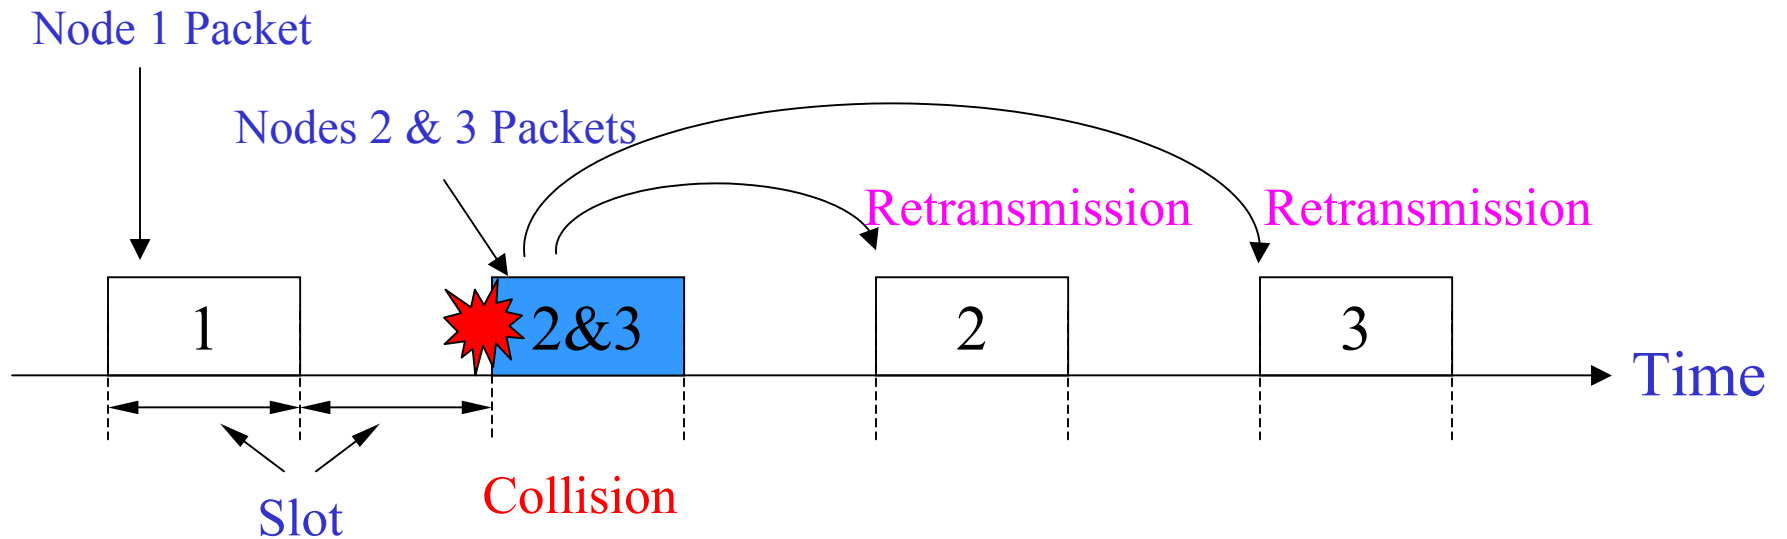 Node 1 Packet
Nodes 2 & 3 Packets
Retransmission
Retransmission
1
2&3
2
3
Time
Slot
Collision